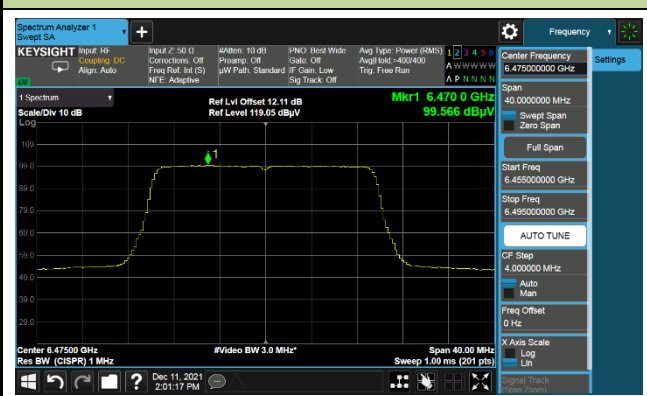 Spectrum Analyzer 1
Swept SA
+
Frequency
KEYSIGHT
Input: RF
Coupling: DC
Align: Auto
Input Z: 50 Ω
Corrections: Off
Freq Ref: Int (S)
NFE: Adaptive
#Atten: 10 dB
Preamp: Off
µW Path: Standard
PNO: Best Wide
Gate: Off
IF Gain: Low
Sig Track: Off
Avg Type: Power (RMS)
Avg|Hold:>400/400
Trig: Free Run
1 2 3 4 5 6
A W W W W W
A P N N N N
Center Frequency
6.475000000 GHz
Settings
Span
40.0000000 MHz
Swept Span
Zero Span
Full Span
Start Freq
6.455000000 GHz
Stop Freq
6.495000000 GHz
AUTO TUNE
CF Step
4.000000 MHz
Auto
Man
Freq Offset
0 Hz
X Axis Scale
Log
Lin
Signal Track
(Span Zoom)
1 Spectrum
Scale/Div 10 dB
Log
Ref Lvl Offset 12.11 dB
Ref Level 119.05 dBµV
Mkr1 6.470 0 GHz
99.566 dBµV
1
109
99.0
89.0
79.0
69.0
59.0
49.0
39.0
29.0
Center 6.47500 GHz
Res BW (CISPR) 1 MHz
#Video BW 3.0 MHz*
Span 40.00 MHz
Sweep 1.00 ms (201 pts)
?
Dec 11, 2021
2:01:17 PM